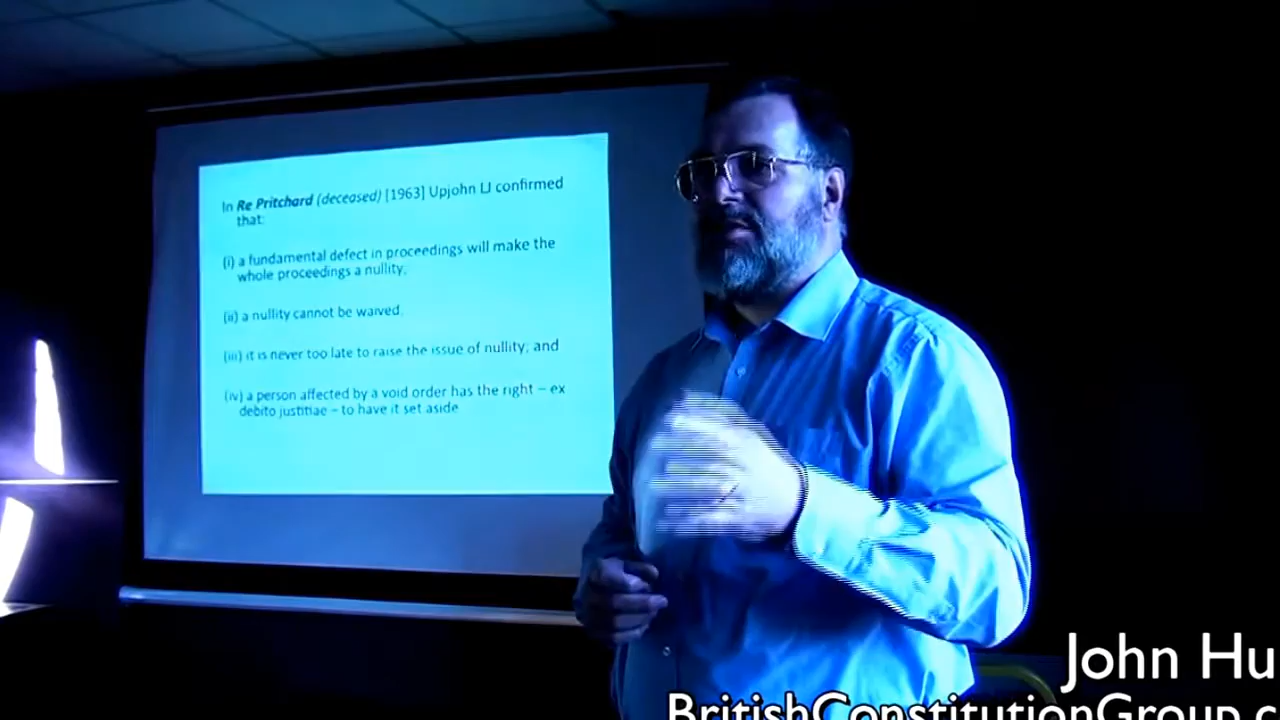 In Re Pritchard (deceased) [1963] Upjohn LJ confirmed
that:
(i) a fundamental defect in proceedings will make the
whole proceedings a nullity;
(ii) a nullity cannot be waived;
(iii) it is never too late to raise the issue of nullity; and
(iv) a person affected by a void order has the right – ex
debito justitiae – to have it set aside
John Hu
BritishConstitutionGroup.c